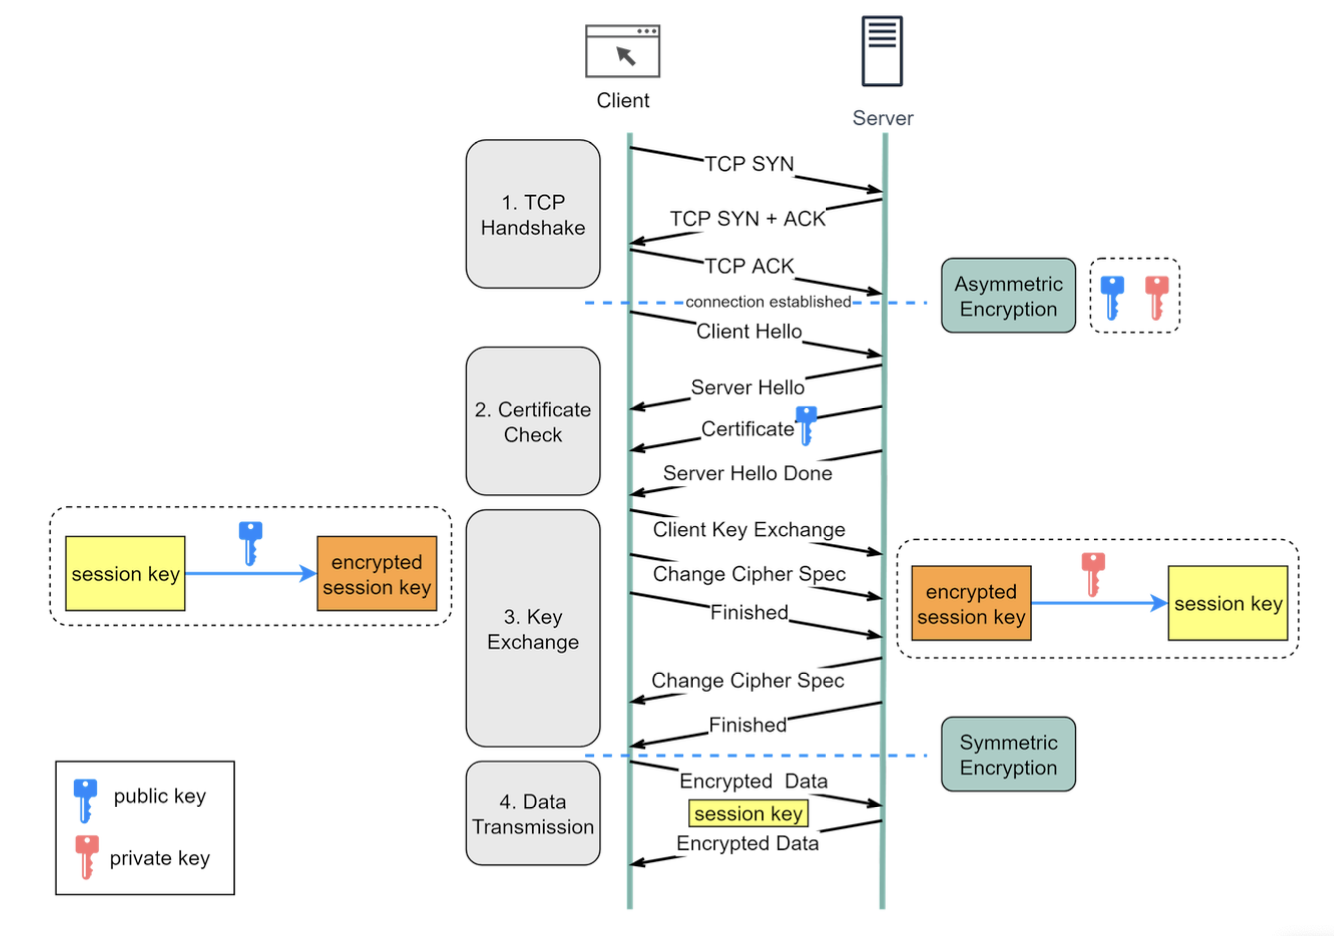 Client
Server
1. TCP
Handshake
TCP SYN
TCP SYN + ACK
TCP ACK
connection established
Asymmetric
Encryption
Client Hello
2. Certificate
Check
Server Hello
Certificate
Server Hello Done
session key
encrypted
session key
3. Key
Exchange
Client Key Exchange
Change Cipher Spec
Finished
Change Cipher Spec
Finished
encrypted
session key
session key
Symmetric
Encryption
4. Data
Transmission
Encrypted Data
session key
Encrypted Data
public key
private key